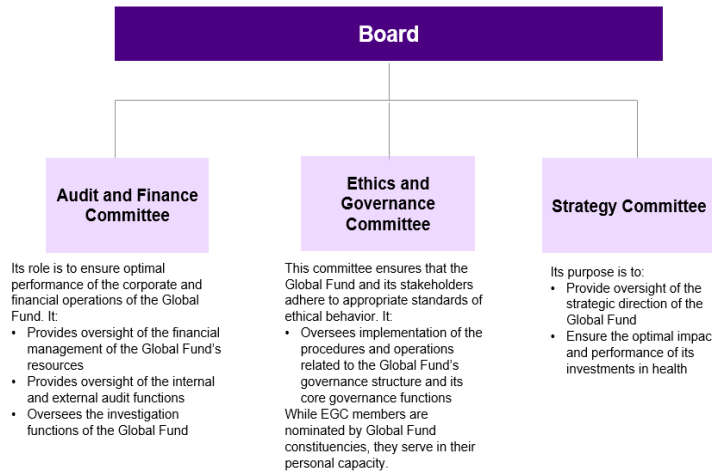 Board
Audit and Finance
Committee
Ethics and
Governance
Committee
Strategy Committee
Its role is to ensure optimal
performance of the corporate and
financial operations of the Global
Fund. It:
• Provides oversight of the financial
management of the Global Fund's
resources
• Provides oversight of the internal
and external audit functions
• Oversees the investigation
functions of the Global Fund
This committee ensures that the
Global Fund and its stakeholders
adhere to appropriate standards of
ethical behavior. It:
• Oversees implementation of the
procedures and operations
related to the Global Fund's
governance structure and its
core governance functions
While EGC members are
nominated by Global Fund
constituencies, they serve in their
personal capacity.
Its purpose is to:
• Provide oversight of the
strategic direction of the
Global Fund
• Ensure the optimal impac
and performance of its
investments in health